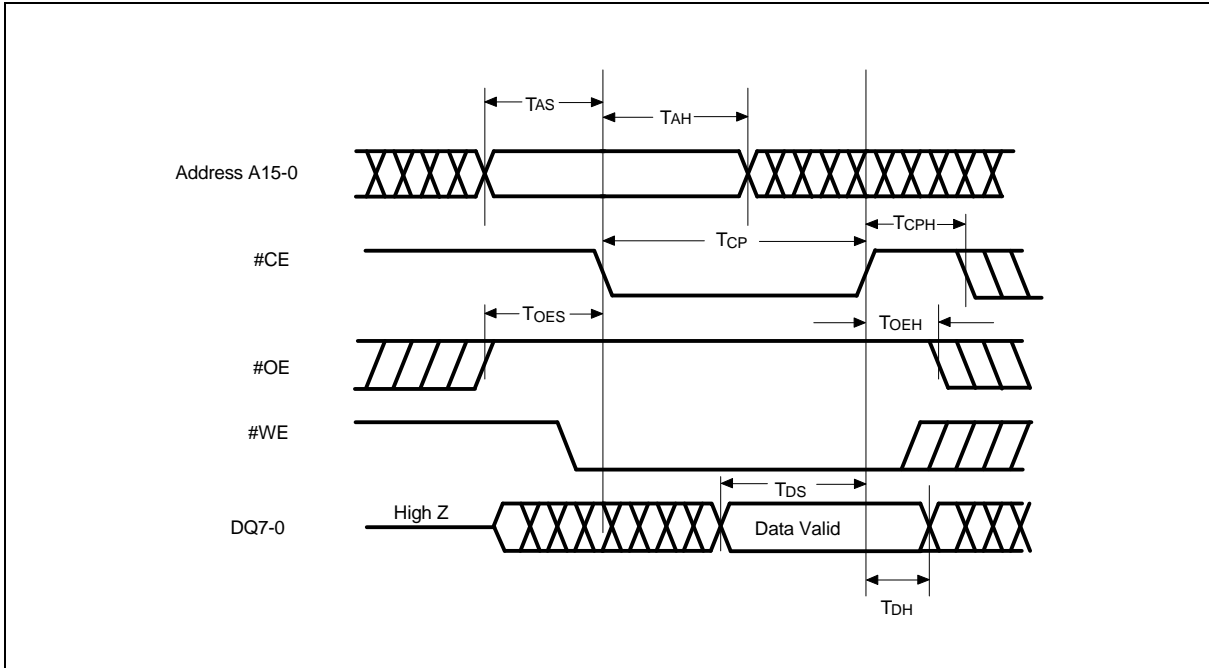 TAS
TAH
Address A15-0
TCPH
TCP
#CE
TOES
TOEH
#OE
#WE
TDS
High Z
DQ7-0
Data Valid
TDH